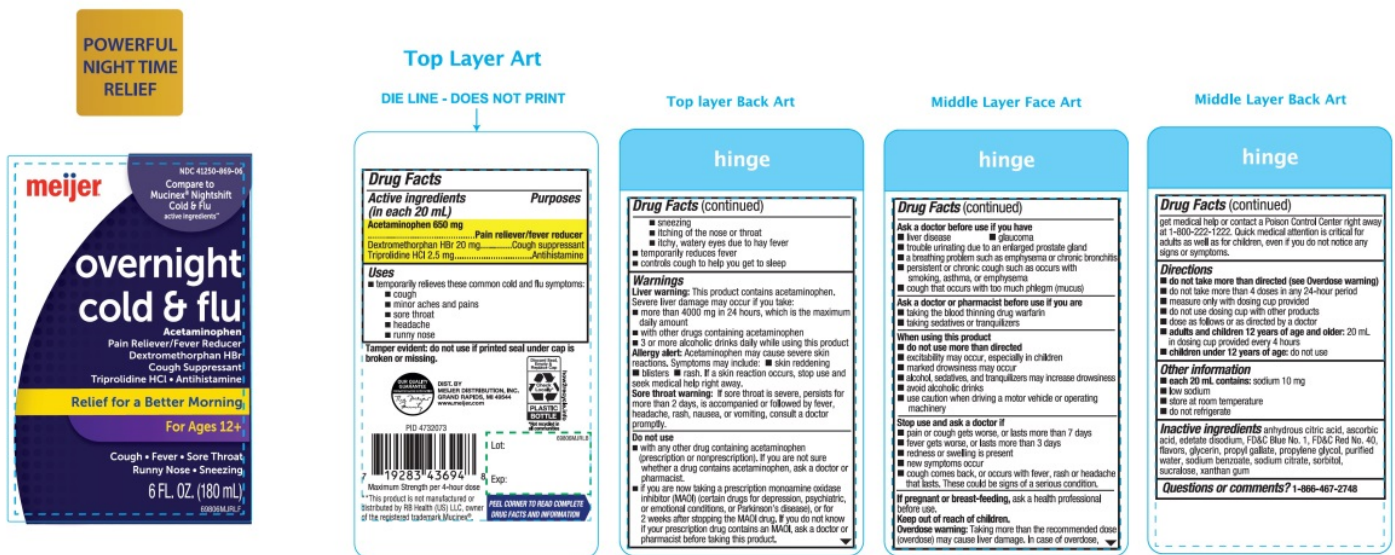 POWERFUL
NIGHT TIME
RELIEF
meijer
NDC 41250-869-06
Compare to
Mucinex® Nightshift
Cold & Flu
active ingredients**
overnight
cold & flu
Acetaminophen
Pain Reliever/Fever Reducer
Dextromethorphan HBr
Cough Suppressant
Triprolidine HCl • Antihistamine
Relief for a Better Morning
For Ages 12+
Cough • Fever • Sore Throat
Runny Nose • Sneezing
6 FL. OZ. (180 mL)
69806MJRLF
Top Layer Art
DIE LINE - DOES NOT PRINT
Drug Facts
Active ingredients Purposes
(in each 20 mL)
Acetaminophen 650 mg
.....Pain reliever/fever reducer
Dextromethorphan HBr 20 mg.....Cough suppressant
Triprolidine HCl 2.5 mg.....Antihistamine
Uses
■ temporarily relieves these common cold and flu symptoms:
■ cough
■ minor aches and pains
■ sore throat
■ headache
■ runny nose
Tamper evident: do not use if printed seal under cap is
broken or missing.
OUR QUALITY
GUARANTEE
DIST. BY
MEIJER DISTRIBUTION, INC.
GRAND RAPIDS, MI 49544
www.meijer.com
Check
Locally*
PLASTIC
BOTTLE
*Not recycled in
all communities
how2recycle.info
PID 4732073
69806MJRLB
7 19283 43694 8
Lot:
Exp:
Maximum Strength per 4-hour dose
**This product is not manufactured or
distributed by RB Health (US) LLC, owner
of the registered trademark Mucinex®.
PEEL CORNER TO READ COMPLETE
DRUG FACTS AND INFORMATION
Top layer Back Art
hinge
Drug Facts (continued)
■ sneezing
■ itching of the nose or throat
■ itchy, watery eyes due to hay fever
■ temporarily reduces fever
■ controls cough to help you get to sleep
Warnings
Liver warning: This product contains acetaminophen.
Severe liver damage may occur if you take:
■ more than 4000 mg in 24 hours, which is the maximum
daily amount
■ with other drugs containing acetaminophen
■ 3 or more alcoholic drinks daily while using this product
Allergy alert: Acetaminophen may cause severe skin
reactions. Symptoms may include: ■ skin reddening
■ blisters ■ rash. If a skin reaction occurs, stop use and
seek medical help right away.
Sore throat warning: If sore throat is severe, persists for
more than 2 days, is accompanied or followed by fever,
headache, rash, nausea, or vomiting, consult a doctor
promptly.
Do not use
■ with any other drug containing acetaminophen
(prescription or nonprescription). If you are not sure
whether a drug contains acetaminophen, ask a doctor or
pharmacist.
■ if you are now taking a prescription monoamine oxidase
inhibitor (MAOI) (certain drugs for depression, psychiatric,
or emotional conditions, or Parkinson's disease), or for
2 weeks after stopping the MAOI drug. If you do not know
if your prescription drug contains an MAOI, ask a doctor or
pharmacist before taking this product.
Middle Layer Face Art
hinge
Drug Facts (continued)
Ask a doctor before use if you have
■ liver disease ■ glaucoma
■ trouble urinating due to an enlarged prostate gland
■ a breathing problem such as emphysema or chronic bronchitis
■ persistent or chronic cough such as occurs with
smoking, asthma, or emphysema
■ cough that occurs with too much phlegm (mucus)
Ask a doctor or pharmacist before use if you are
■ taking the blood thinning drug warfarin
■ taking sedatives or tranquilizers
When using this product
■ do not use more than directed
■ excitability may occur, especially in children
■ marked drowsiness may occur
■ alcohol, sedatives, and tranquilizers may increase drowsiness
■ avoid alcoholic drinks
■ use caution when driving a motor vehicle or operating
machinery
Stop use and ask a doctor if
■ pain or cough gets worse, or lasts more than 7 days
■ fever gets worse, or lasts more than 3 days
■ redness or swelling is present
■ new symptoms occur
■ cough comes back, or occurs with fever, rash or headache
that lasts. These could be signs of a serious condition.
If pregnant or breast-feeding, ask a health professional
before use.
Keep out of reach of children.
Overdose warning: Taking more than the recommended dose
(overdose) may cause liver damage. In case of overdose,
Middle Layer Back Art
hinge
Drug Facts (continued)
get medical help or contact a Poison Control Center right away
at 1-800-222-1222. Quick medical attention is critical for
adults as well as for children, even if you do not notice any
signs or symptoms.
Directions
■ do not take more than directed (see Overdose warning)
■ do not take more than 4 doses in any 24-hour period
■ measure only with dosing cup provided
■ do not use dosing cup with other products
■ dose as follows or as directed by a doctor
■ adults and children 12 years of age and older: 20 mL
in dosing cup provided every 4 hours
■ children under 12 years of age: do not use
Other information
■ each 20 mL contains: sodium 10 mg
■ low sodium
■ store at room temperature
■ do not refrigerate
Inactive ingredients anhydrous citric acid, ascorbic
acid, edetate disodium, FD&C Blue No. 1, FD&C Red No. 40,
flavors, glycerin, propyl gallate, propylene glycol, purified
water, sodium benzoate, sodium citrate, sorbitol,
sucralose, xanthan gum
Questions or comments? 1-866-467-2748